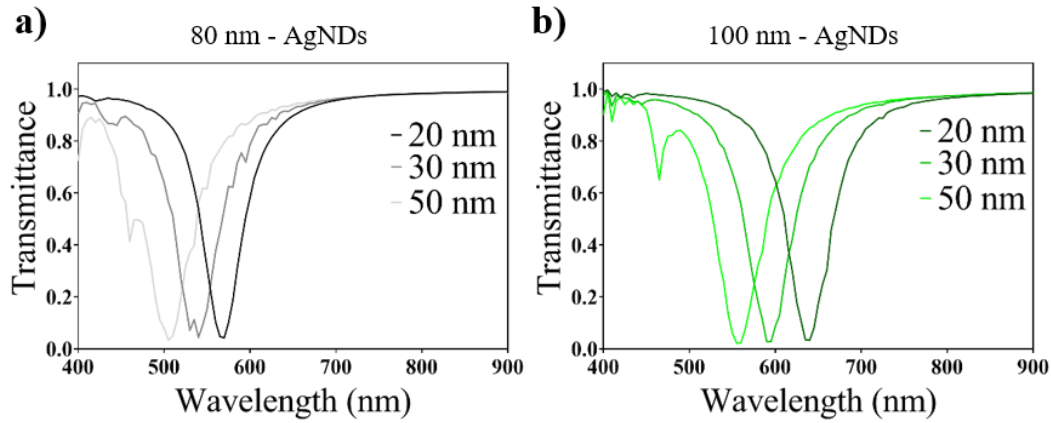 a)
80 nm - AgNDs
1.0
0.8
0.6
0.4
0.2
0.0
Transmittance
20 nm
30 nm
50 nm
400 500 600 700 800 900
Wavelength (nm)
b)
100 nm - AgNDs
1.0
0.8
0.6
0.4
0.2
0.0
Transmittance
20 nm
30 nm
50 nm
400 500 600 700 800 900
Wavelength (nm)